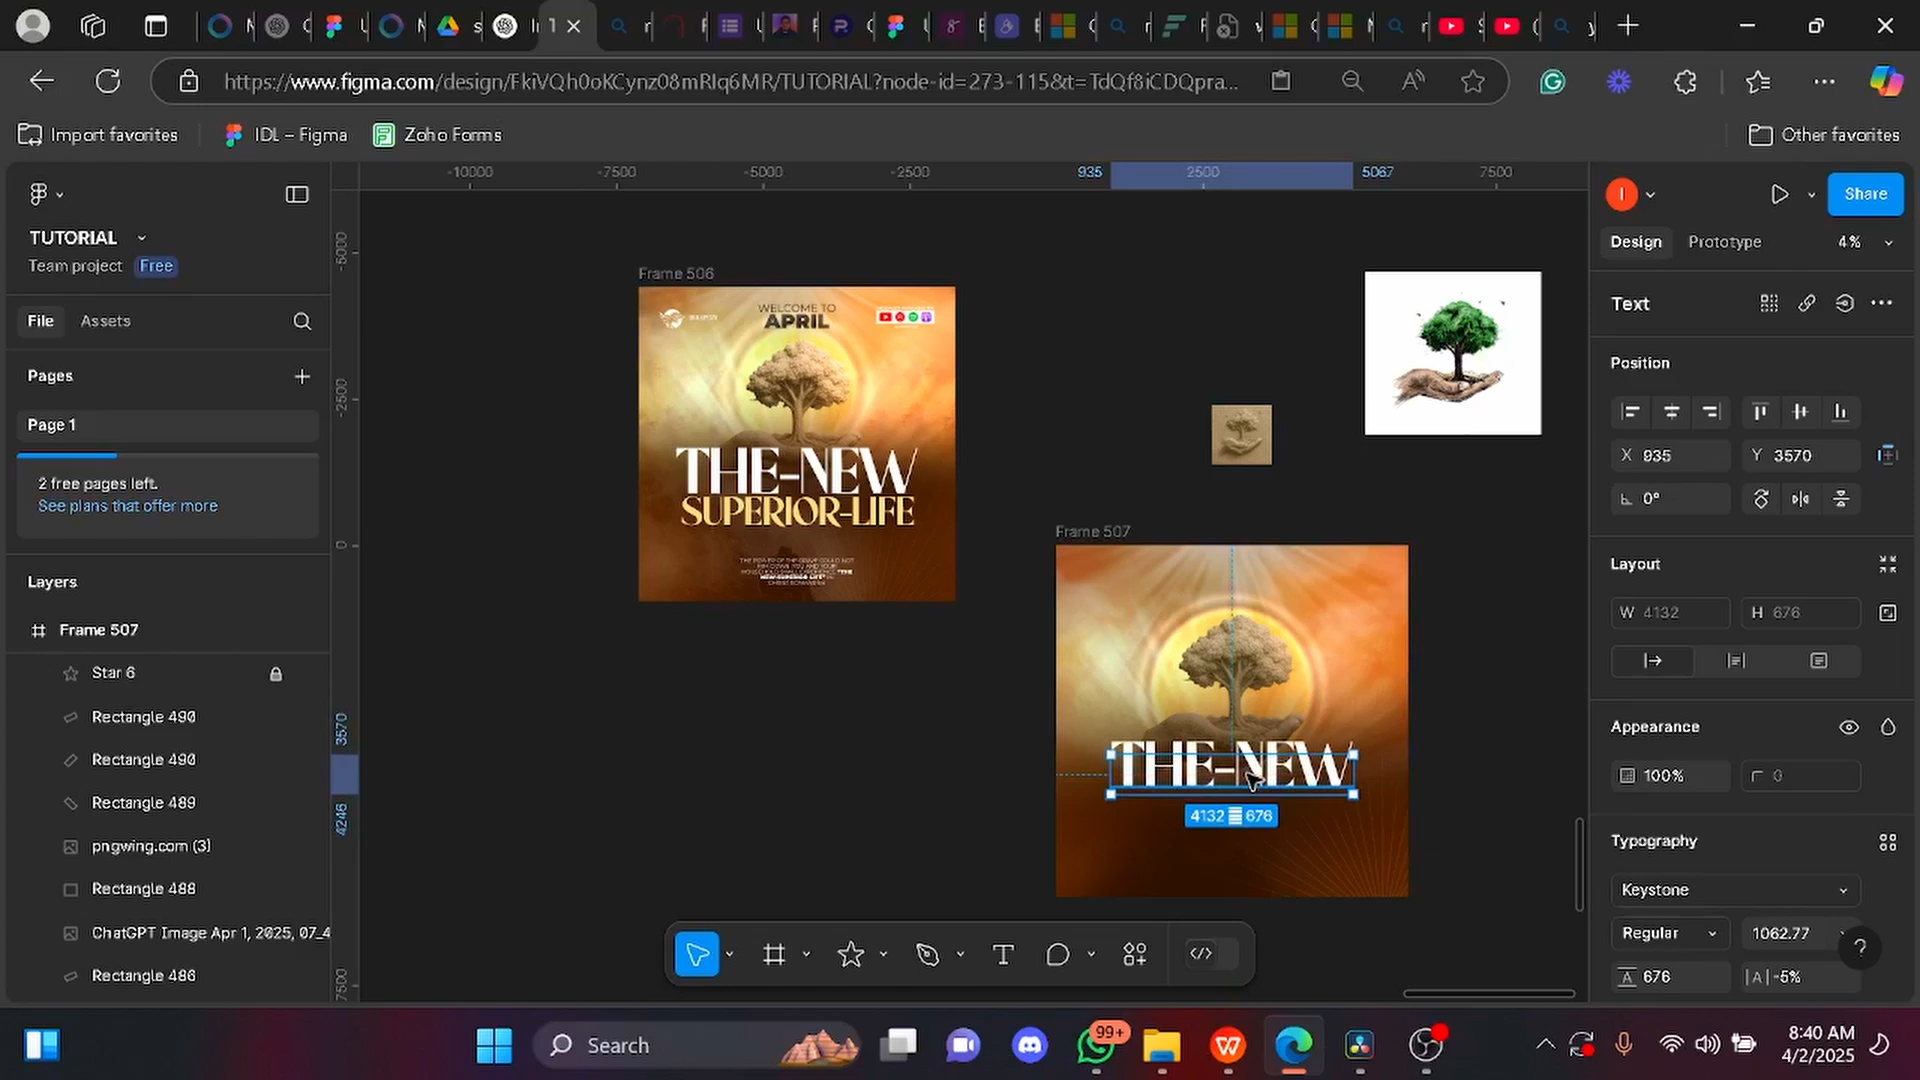 https://www.figma.com/design/FkiVQh0oKCynz08mRIq6MR/TUTORIAL?node-id=273-115&t=TdQf8iCDQpra...
Import favorites
IDL – Figma
Zoho Forms
Other favorites
TUTORIAL
Team project
Free
File
Assets
Pages
Page 1
2 free pages left.
See plans that offer more
Layers
Frame 507
Star 6
Rectangle 490
Rectangle 490
Rectangle 489
pngwing.com (3)
Rectangle 488
ChatGPT Image Apr 1, 2025, 07_4
Rectangle 486
-10000
-7500
-5000
-2500
935
2500
5067
7500
-5000
-2500
0
3570
4246
7500
Frame 506
WELCOME TO
APRIL
THE-NEW
SUPERIOR-LIFE
Frame 507
THE-NEW
4132 676
I
Share
Design
Prototype
4%
Text
Position
X 935
Y 3570
0°
Layout
W 4132
H 676
Appearance
100%
0
Typography
Keystone
Regular
1062.77
?
676
-5%
Search
99+
8:40 AM
4/2/2025